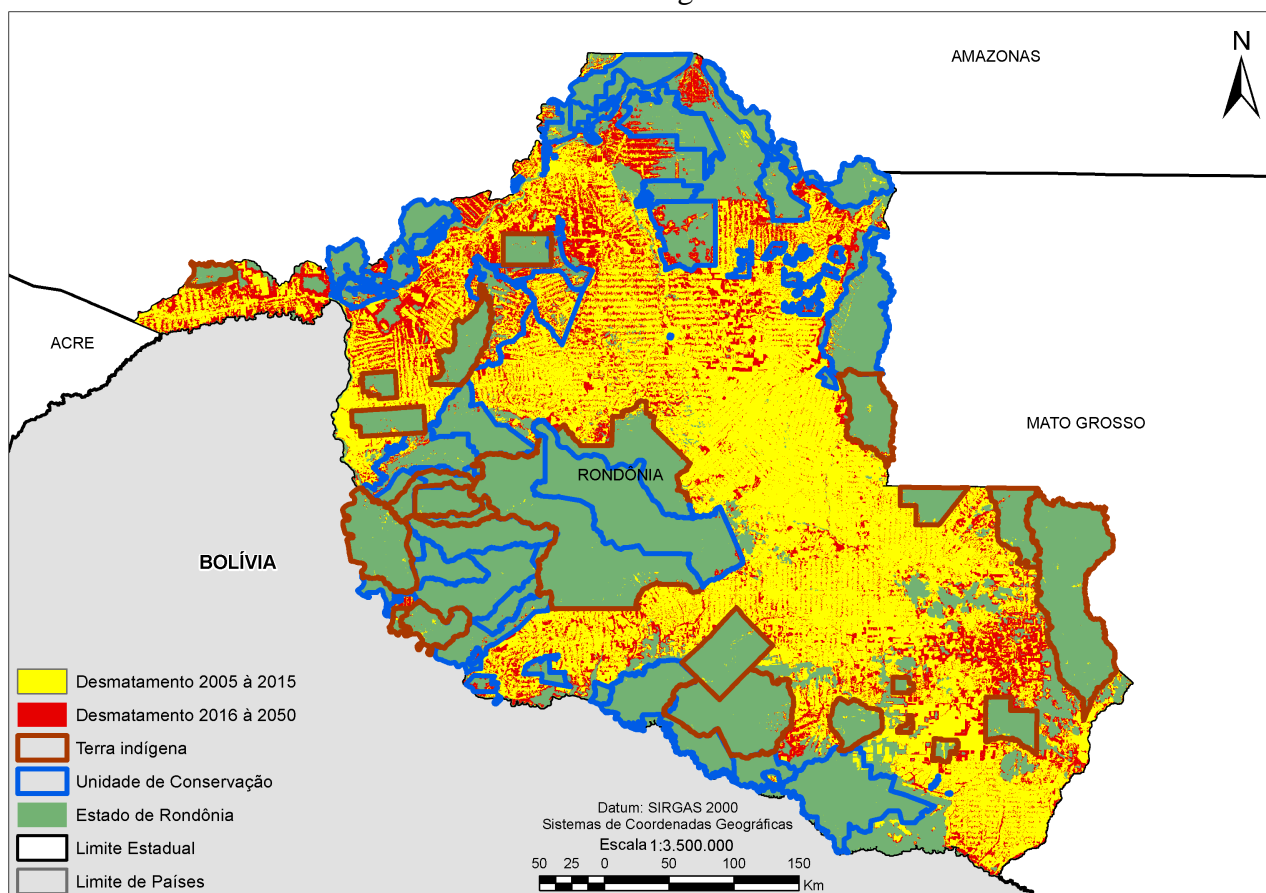 AMAZONAS
N
ACRE
MATO GROSSO
RONDÔNIA
BOLÍVIA
Desmatamento 2005 à 2015
Desmatamento 2016 à 2050
Terra indígena
Unidade de Conservação
Estado de Rondônia
Limite Estadual
Limite de Países
Datum: SIRGAS 2000
Sistemas de Coordenadas Geográficas
Escala 1:3.500.000
50 25 0 50 100 150
Km